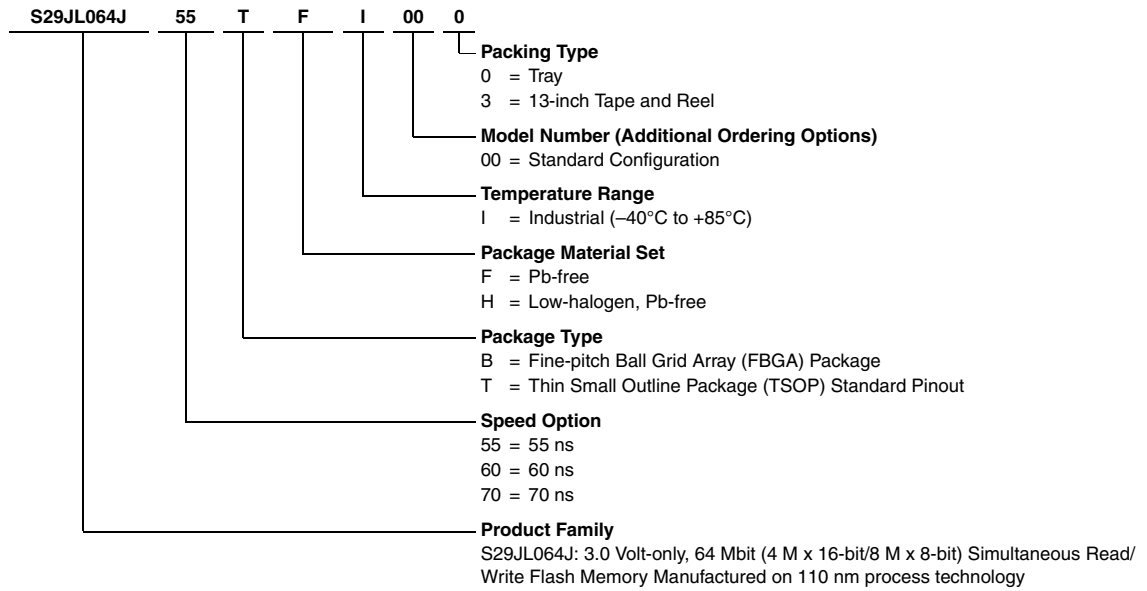 S29JL064J 55 T F I 00 0
Packing Type
0 = Tray
3 = 13-inch Tape and Reel
Model Number (Additional Ordering Options)
00 = Standard Configuration
Temperature Range
I = Industrial (–40°C to +85°C)
Package Material Set
F = Pb-free
H = Low-halogen, Pb-free
Package Type
B = Fine-pitch Ball Grid Array (FBGA) Package
T = Thin Small Outline Package (TSOP) Standard Pinout
Speed Option
55 = 55 ns
60 = 60 ns
70 = 70 ns
Product Family
S29JL064J: 3.0 Volt-only, 64 Mbit (4 M x 16-bit/8 M x 8-bit) Simultaneous Read/
Write Flash Memory Manufactured on 110 nm process technology